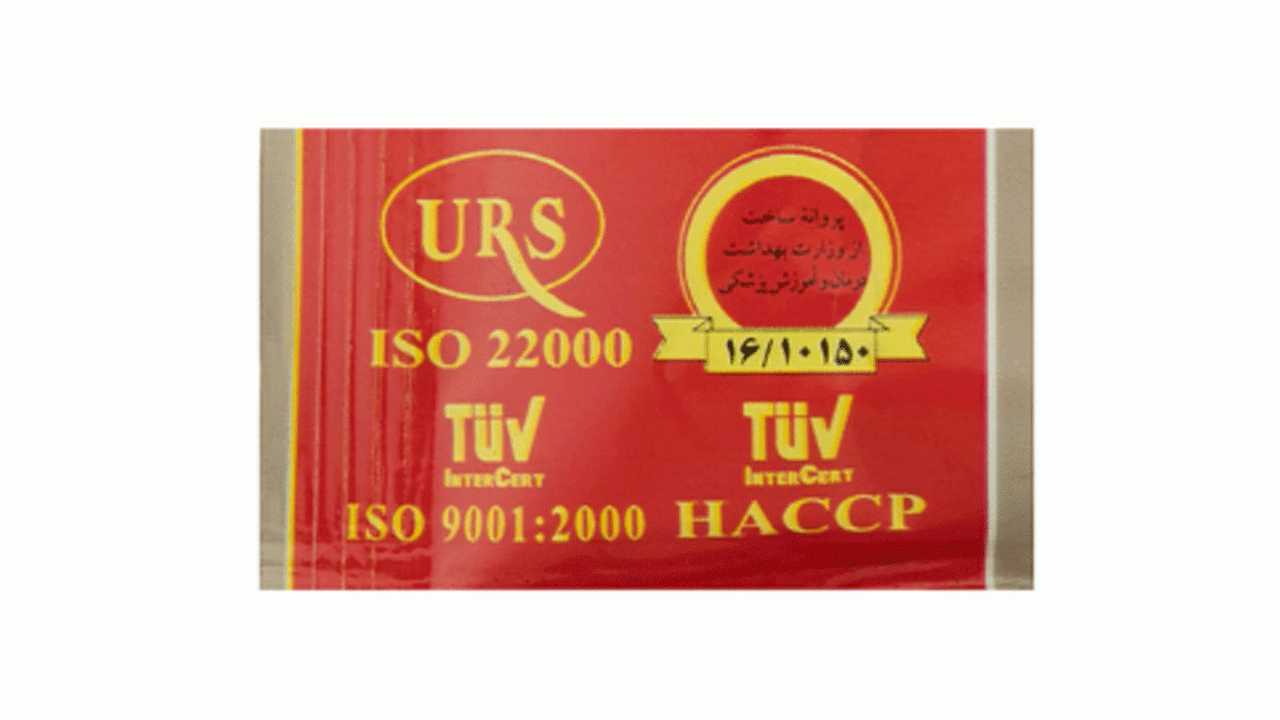 URS
ISO 22000
پروانهٔ ساخت
از وزارت بهداشت
درمان و آموزش پزشکی
۱۶/۱۰۱۵۰
TÜV
INTERCERT
ISO 9001:2000
TÜV
INTERCERT
HACCP